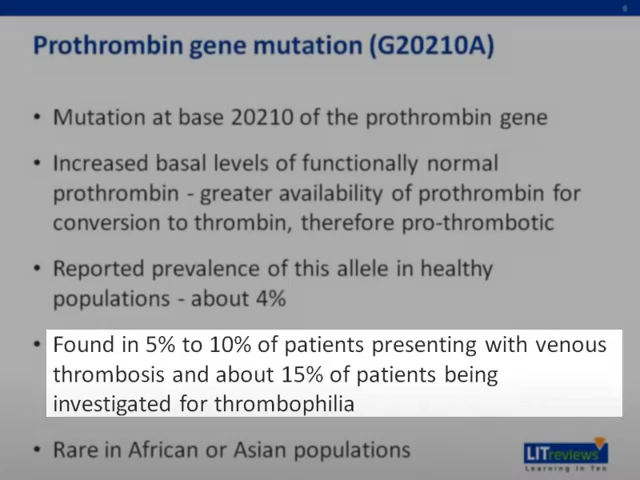 6
Prothrombin gene mutation (G20210A)
• Mutation at base 20210 of the prothrombin gene
• Increased basal levels of functionally normal
prothrombin - greater availability of prothrombin for
conversion to thrombin, therefore pro-thrombotic
• Reported prevalence of this allele in healthy
populations - about 4%
• Found in 5% to 10% of patients presenting with venous
thrombosis and about 15% of patients being
investigated for thrombophilia
• Rare in African or Asian populations
LITreviews
Learning in Ten